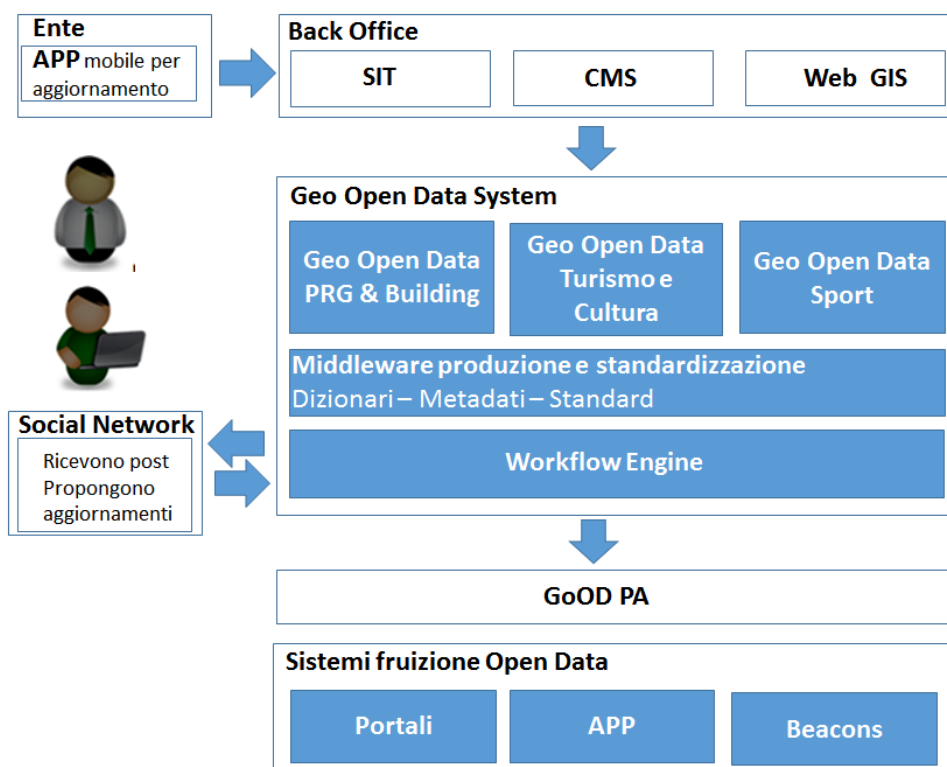 Ente
APP mobile per
aggiornamento
Back Office
SIT
CMS
Web GIS
Geo Open Data System
Geo Open Data
PRG & Building
Geo Open Data
Turismo e
Cultura
Geo Open Data
Sport
Middleware produzione e standardizzazione
Dizionari – Metadati – Standard
Workflow Engine
Social Network
Ricevono post
Propongono
aggiornamenti
GoOD PA
Sistemi fruizione Open Data
Portali
APP
Beacons